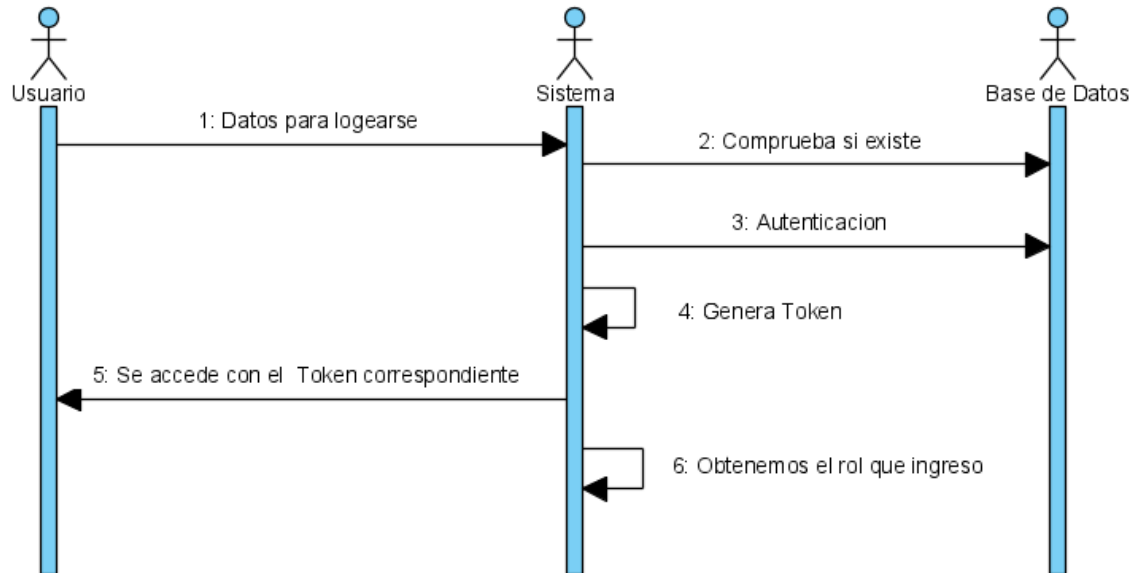 Usuario
Sistema
Base de Datos
1: Datos para logearse
2: Comprueba si existe
3: Autenticacion
4: Genera Token
5: Se accede con el  Token correspondiente
6: Obtenemos el rol que ingreso